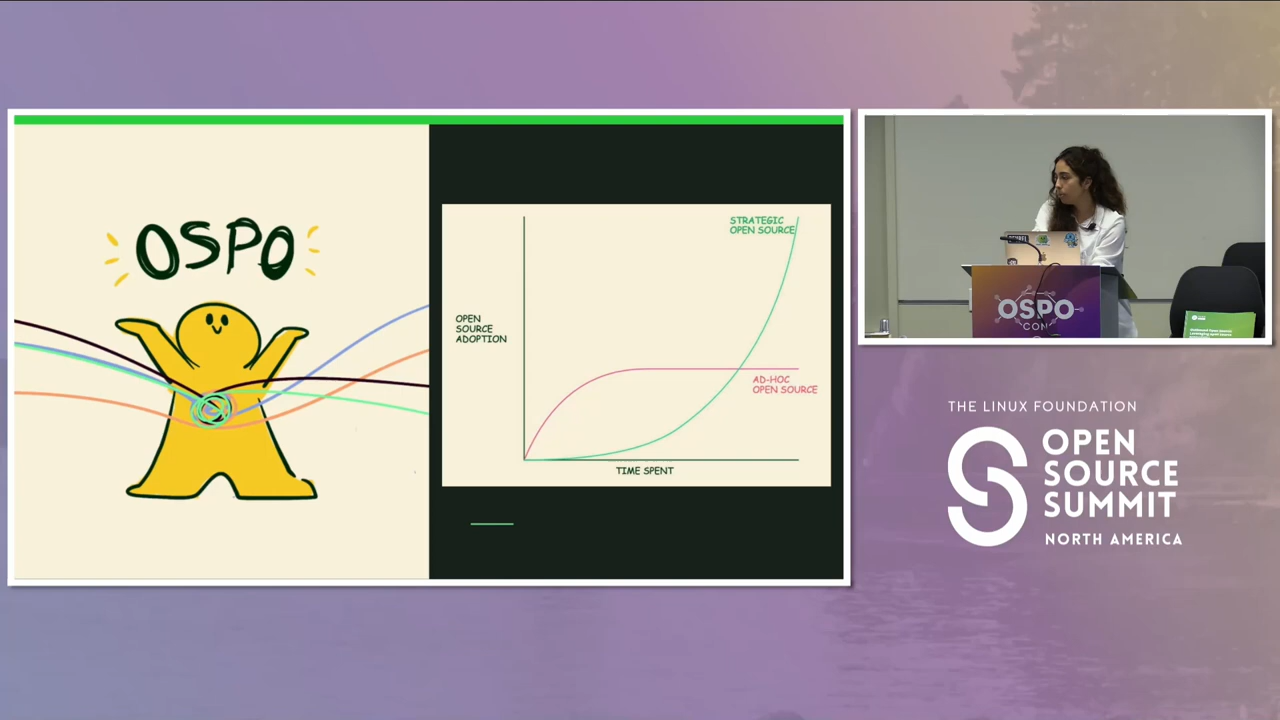 OSPO
STRATEGIC
OPEN SOURCE
OPEN
SOURCE
ADOPTION
AD-HOC
OPEN SOURCE
TIME SPENT
OSPO
CON
THE LINUX FOUNDATION
OPEN
SOURCE
SUMMIT
NORTH AMERICA